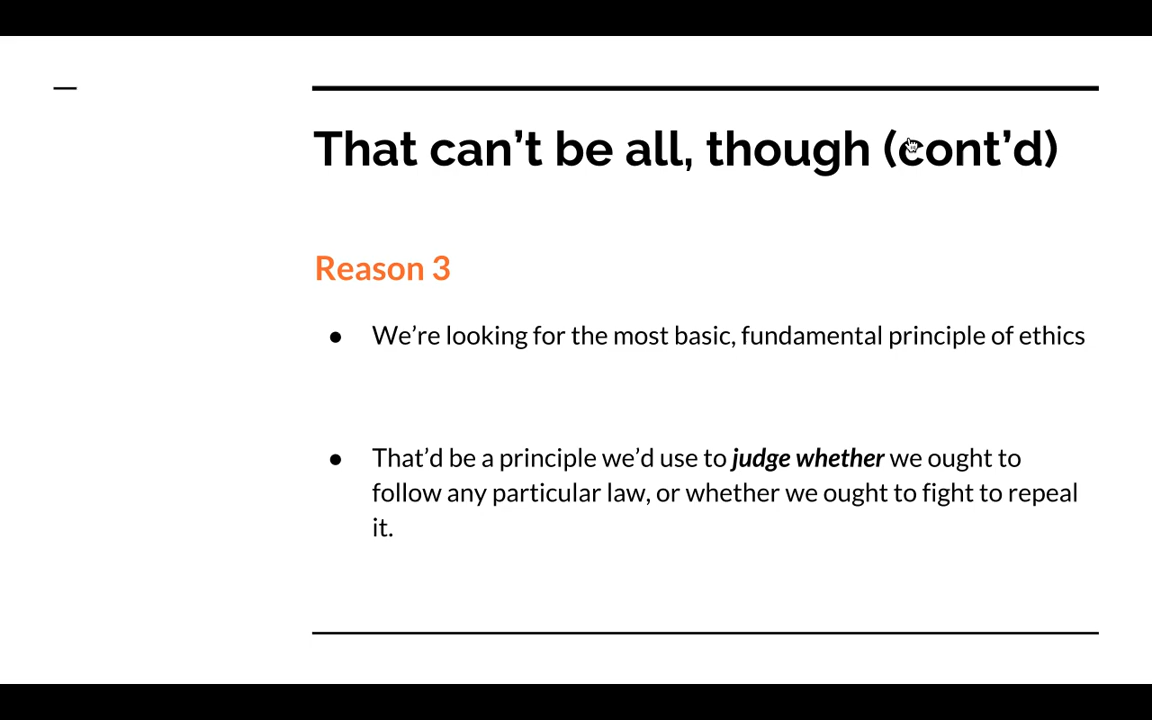 That can’t be all, though (cont’d)
Reason 3
● We’re looking for the most basic, fundamental principle of ethics
● That’d be a principle we’d use to judge whether we ought to
follow any particular law, or whether we ought to fight to repeal
it.